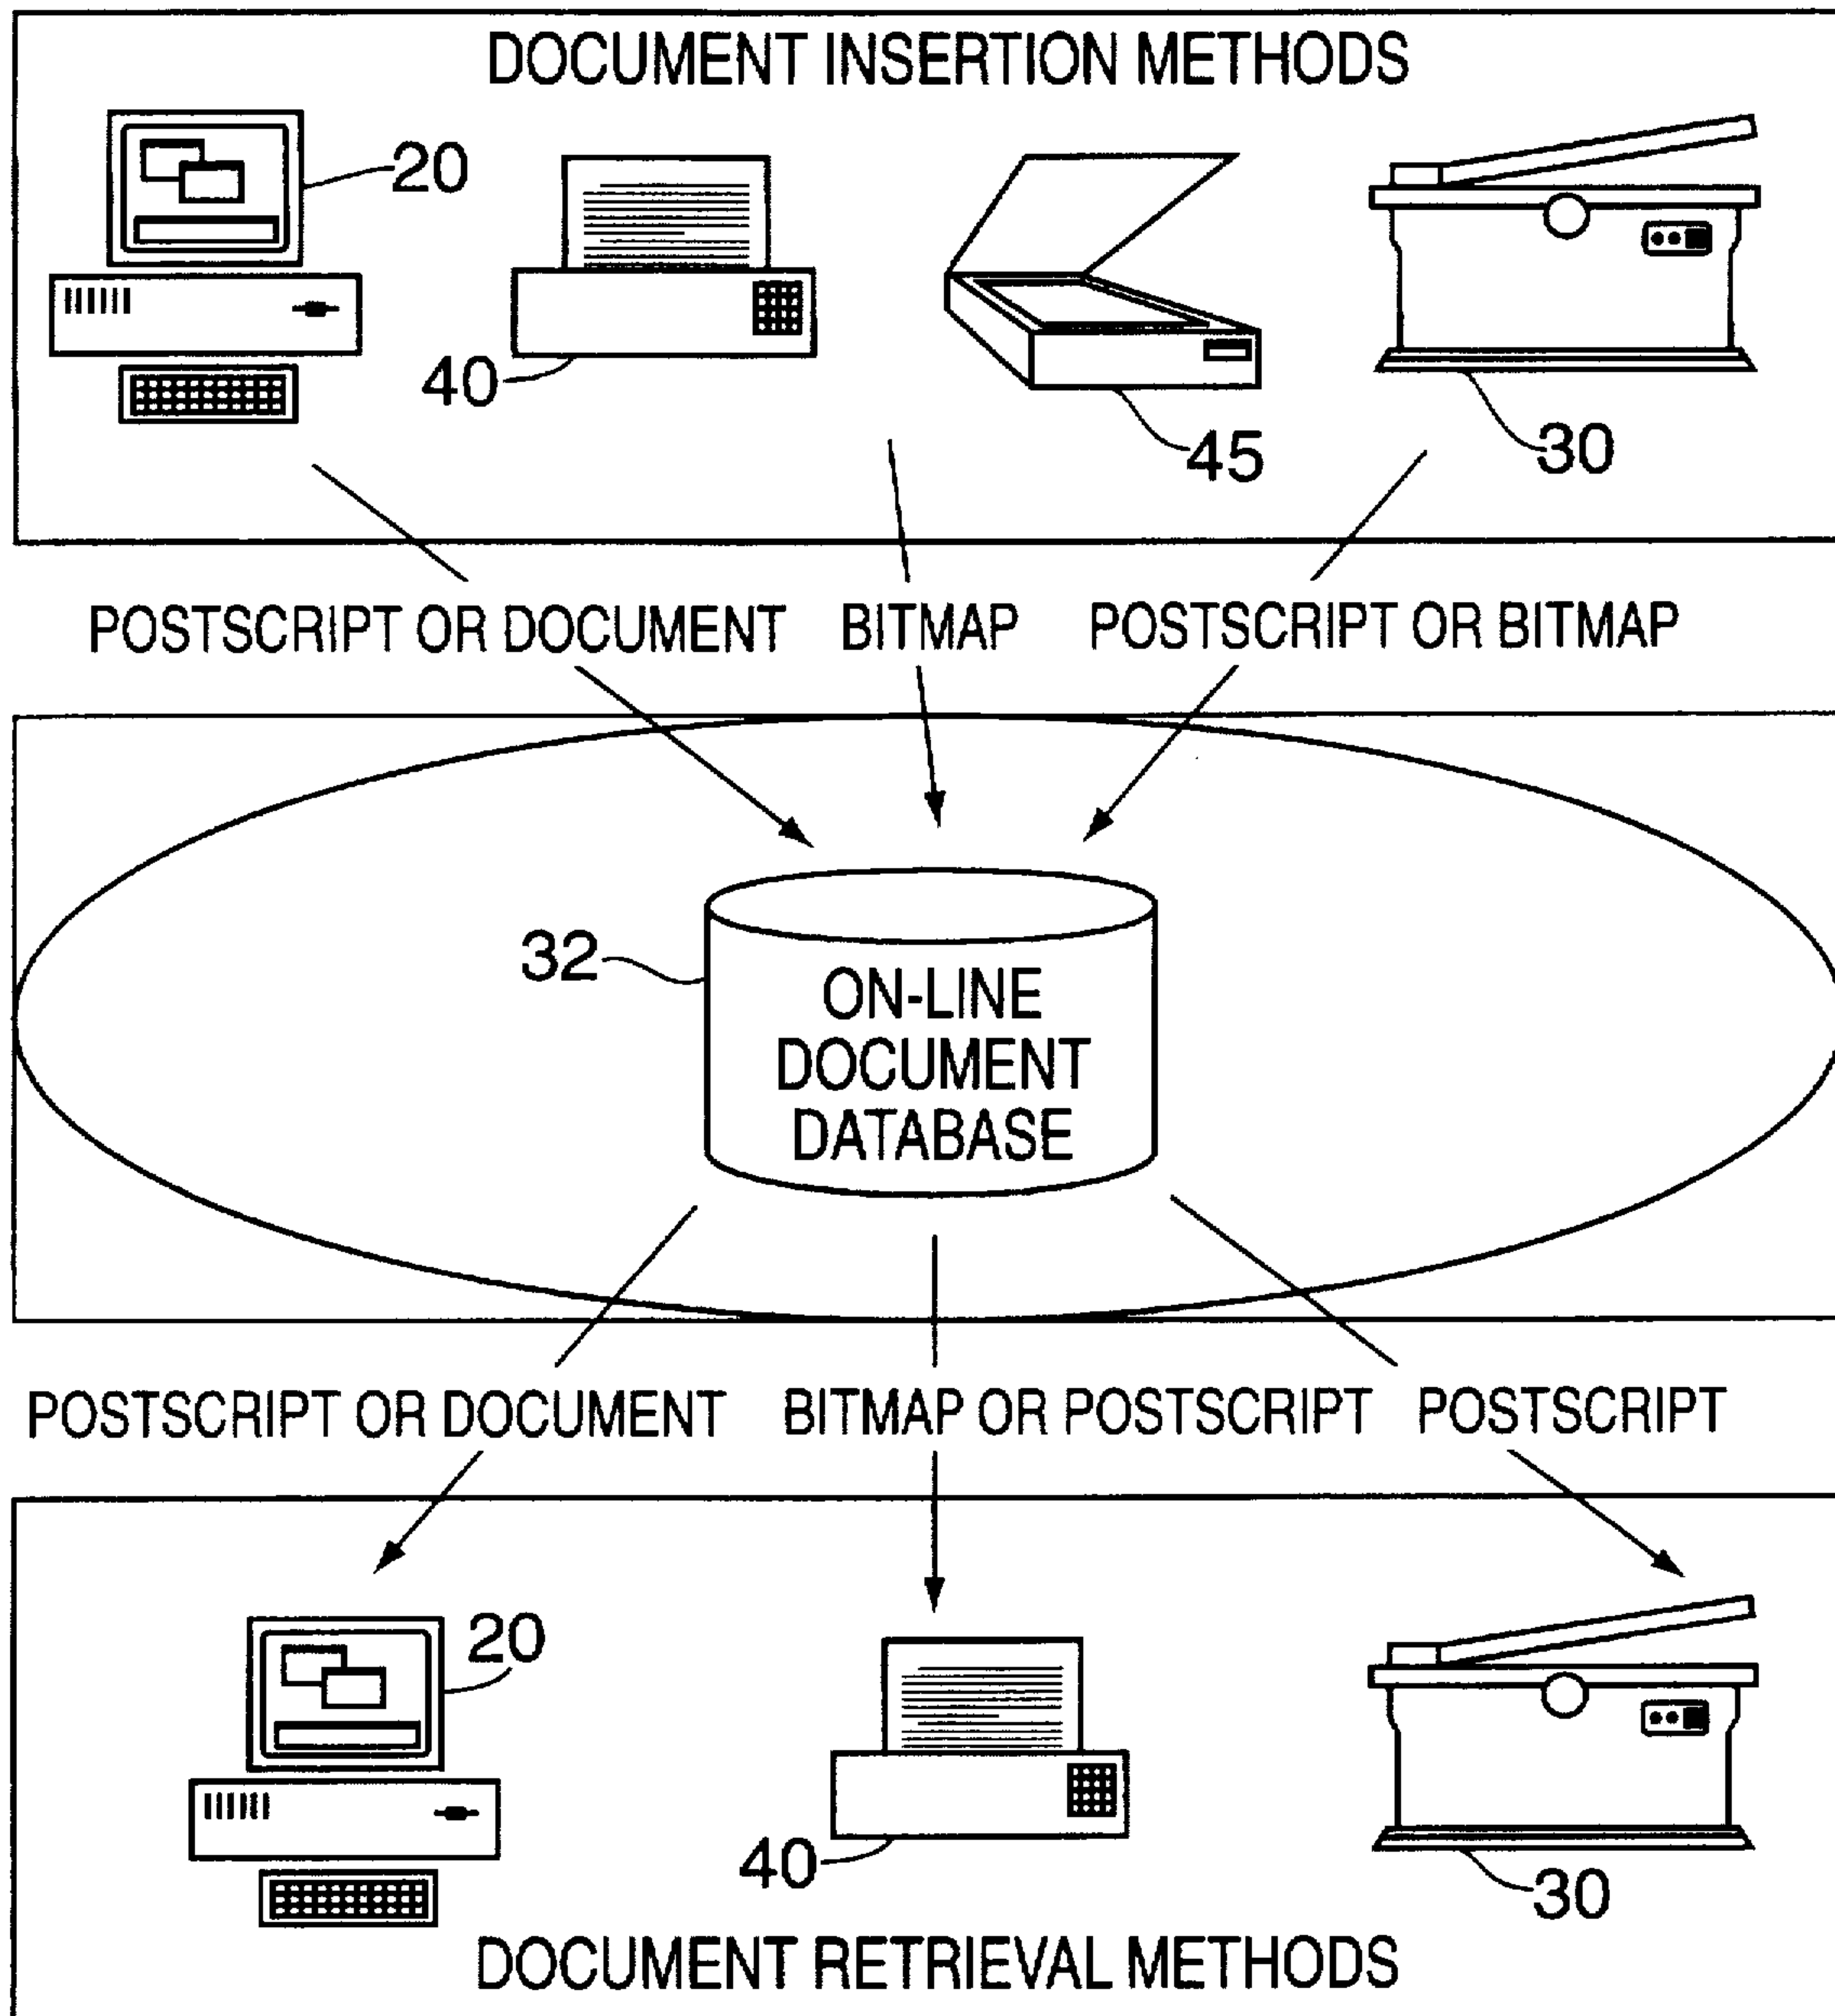 DOCUMENT INSERTION METHODS
20
40
45
30
POSTSCRIPT OR DOCUMENT
BITMAP
POSTSCRIPT OR BITMAP
32
ON-LINE
DOCUMENT
DATABASE
POSTSCRIPT OR DOCUMENT
BITMAP OR POSTSCRIPT
POSTSCRIPT
20
40
30
DOCUMENT RETRIEVAL METHODS